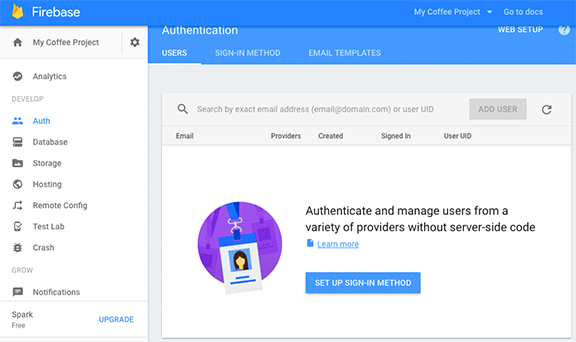 Firebase
My Coffee Project
Go to docs
My Coffee Project
Authentication
WEB SETUP
?
USERS
SIGN-IN METHOD
EMAIL TEMPLATES
Analytics
DEVELOP
Auth
Database
Storage
Hosting
Remote Config
Test Lab
Crash
GROW
Notifications
Spark
Free
UPGRADE
Search by exact email address (email@domain.com) or user UID
ADD USER
Email
Providers
Created
Signed In
User UID
Authenticate and manage users from a
variety of providers without server-side code
Learn more
SET UP SIGN-IN METHOD